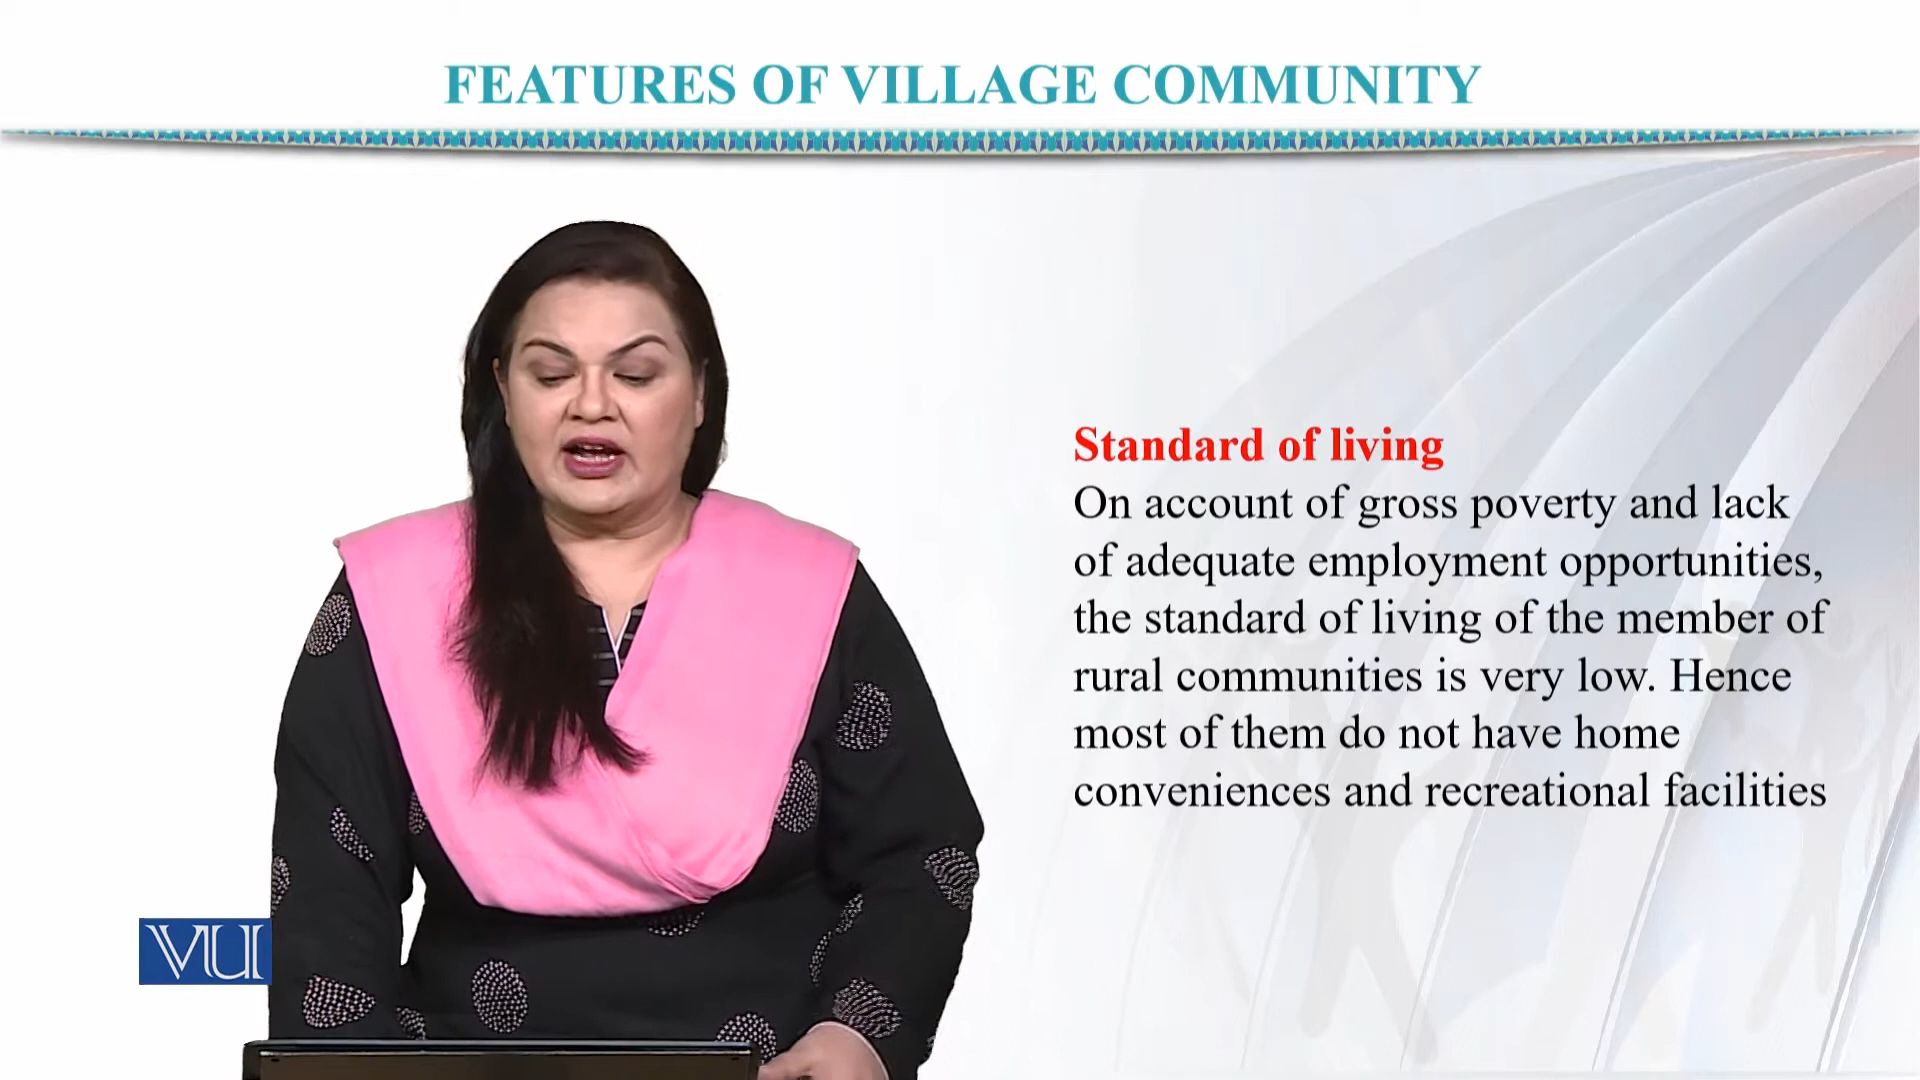 FEATURES OF VILLAGE COMMUNITY
Standard of living
On account of gross poverty and lack
of adequate employment opportunities,
the standard of living of the member of
rural communities is very low. Hence
most of them do not have home
conveniences and recreational facilities
VU